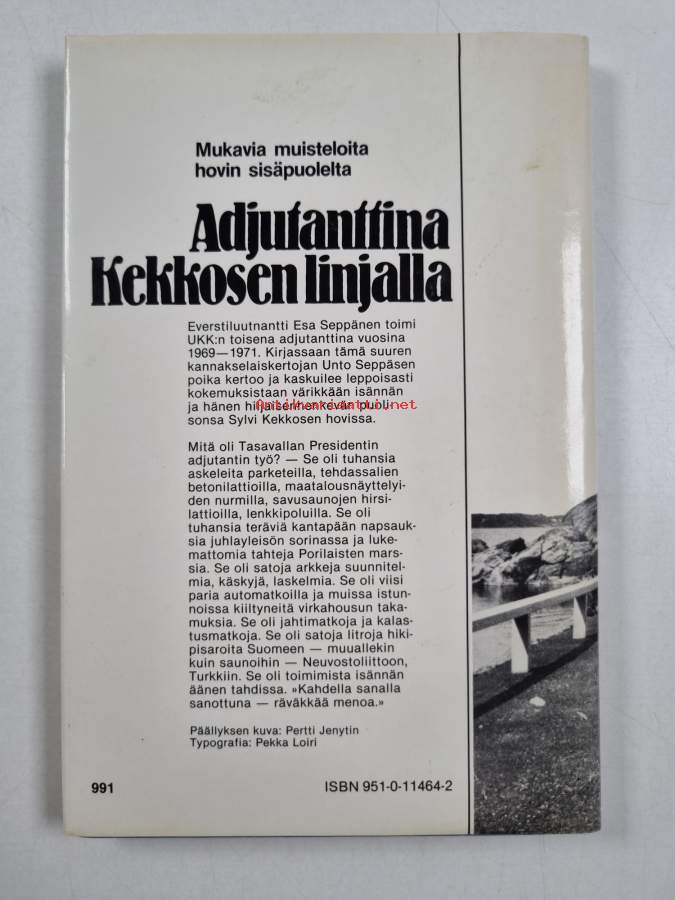 Mukavia muisteloita
hovin sisäpuolelta
Adjutanttina
Kekkosen linjalla
Everstiluutnantti Esa Seppänen toimi
UKK:n toisena adjutanttina vuosina
1969—1971. Kirjassaan tämä suuren
kannakselaiskertojan Unto Seppäsen
poika kertoo ja kaskuilee leppoisasti
kokemuksistaan värikkään isännän
ja hänen hiljaisenhenkevän puoli-
Antikvariaatti.net
sonsa Sylvi Kekkosen hovissa.
Mitä oli Tasavallan Presidentin
adjutantin työ? — Se oli tuhansia
askeleita parketeilla, tehdassalien
betonilattioilla, maatalousnäyttelyi-
den nurmilla, savusaunojen hirsi-
lattioilla, lenkkipoluilla. Se oli
tuhansia teräviä kantapään napsauk-
sia juhlayleisön sorinassa ja luke-
mattomia tahteja Porilaisten mars-
sia. Se oli satoja arkkeja suunnitel-
mia, käskyjä, laskelmia. Se oli viisi
paria automatkoilla ja muissa istun-
noissa kiiltyneitä virkahousun taka-
muksia. Se oli jahtimatkoja ja kalas-
tusmatkoja. Se oli satoja litroja hiki-
pisaroita Suomeen — muuallekin
kuin saunoihin — Neuvostoliittoon,
Turkkiin. Se oli toimimista isännän
äänen tahdissa. »Kahdella sanalla
sanottuna — räväkkää menoa.»
Päällyksen kuva: Pertti Jenytin
Typografia: Pekka Loiri
991
ISBN 951-0-11464-2